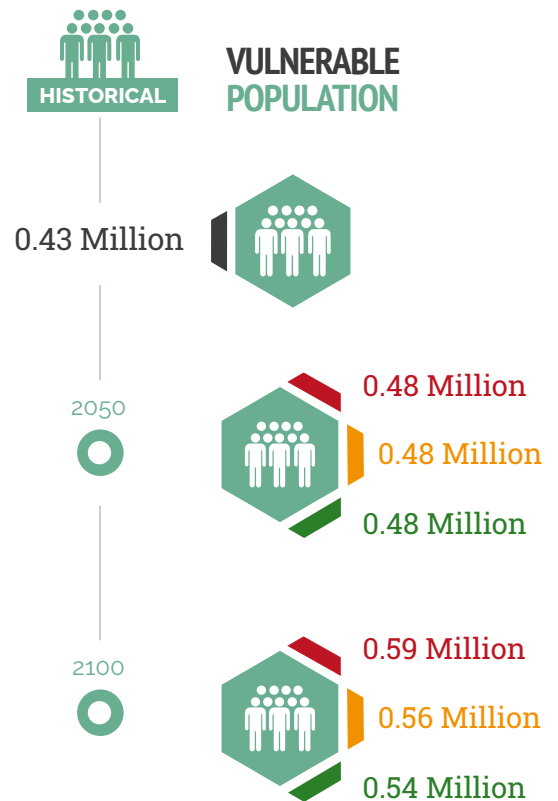 HISTORICAL
VULNERABLE
POPULATION
0.43 Million
2050
0.48 Million
0.48 Million
0.48 Million
2100
0.59 Million
0.56 Million
0.54 Million